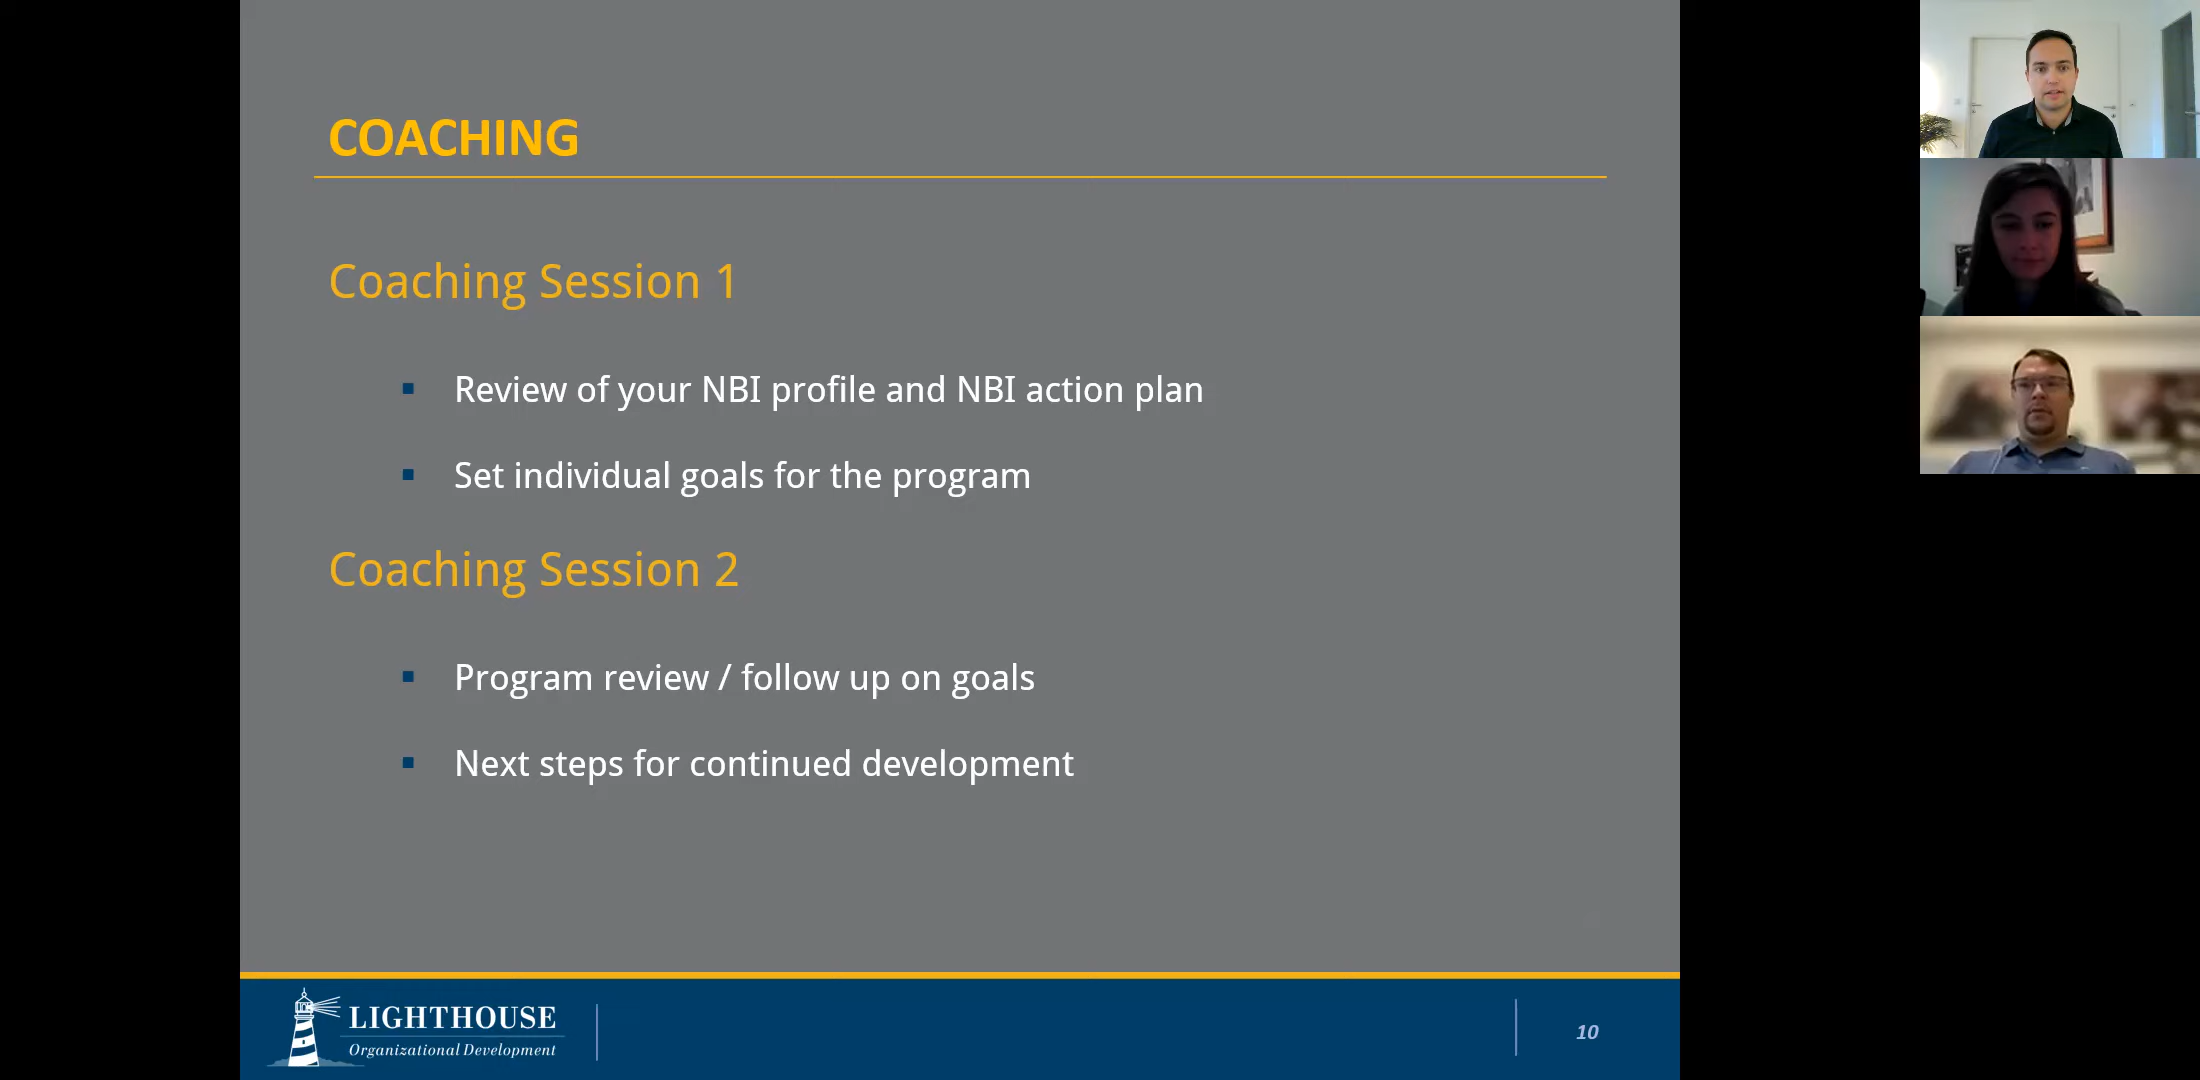 COACHING
Coaching Session 1
Review of your NBI profile and NBI action plan
Set individual goals for the program
Coaching Session 2
Program review / follow up on goals
Next steps for continued development
LIGHTHOUSE
Organizational Development
10